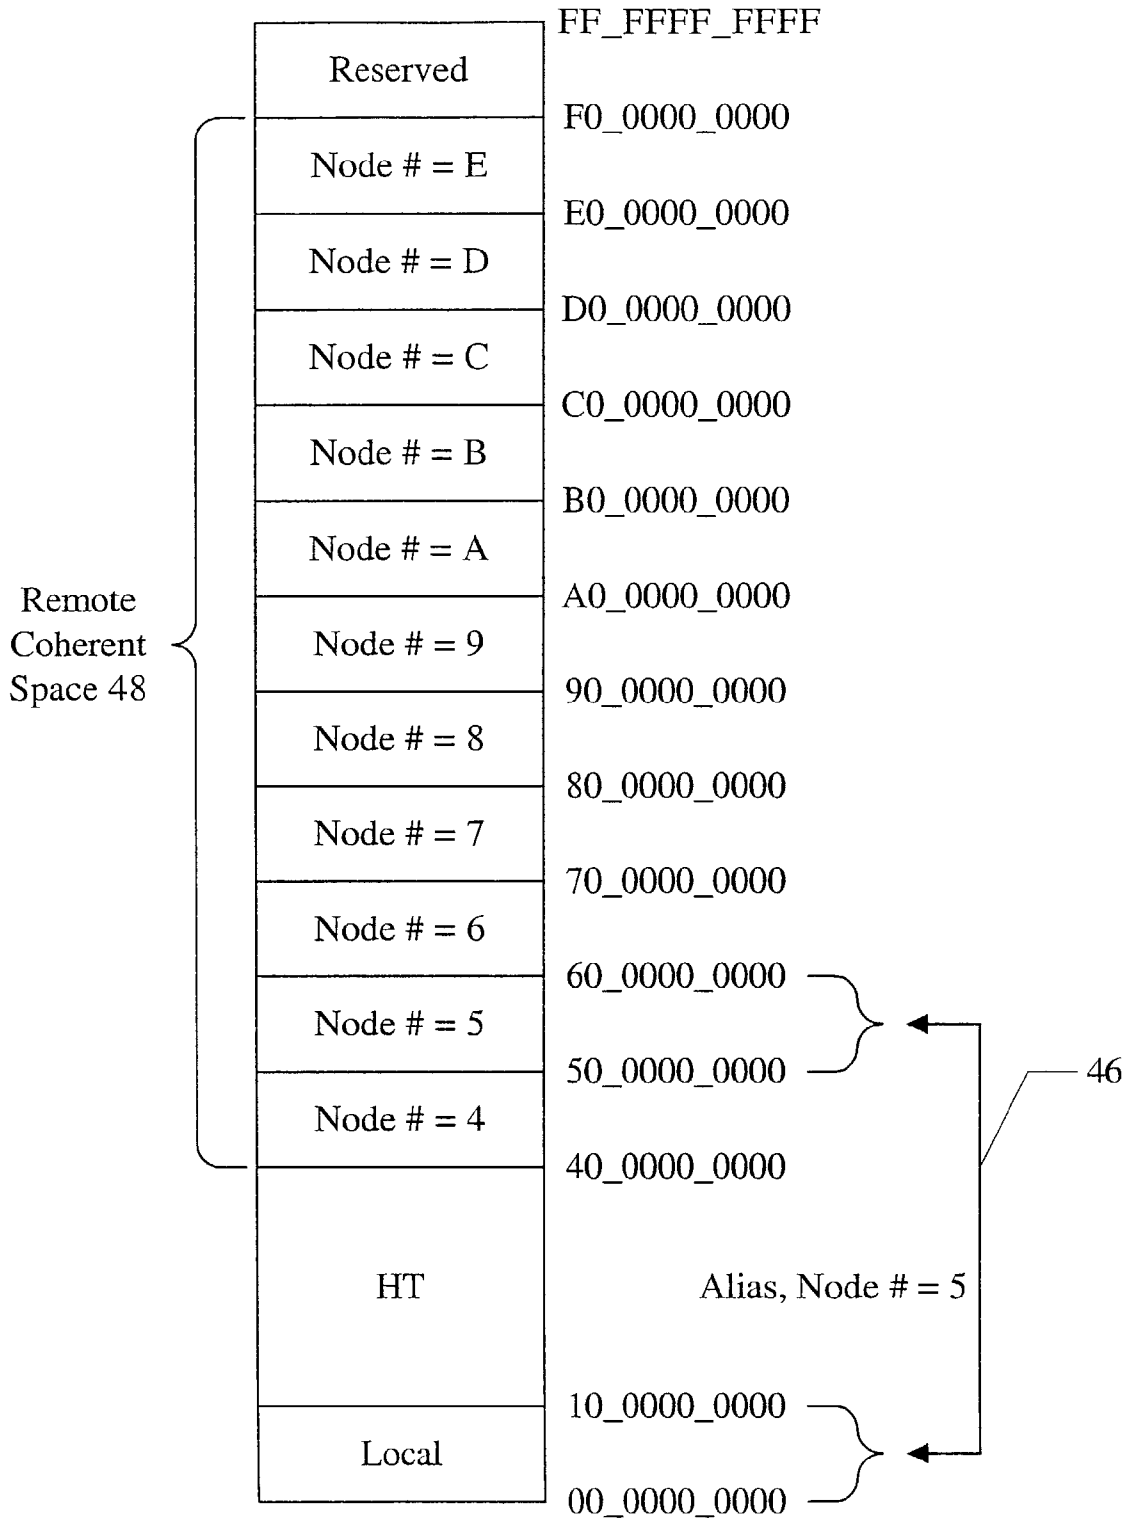 FF_FFFF_FFFF
Reserved
F0_0000_0000
Node # = E
E0_0000_0000
Node # = D
D0_0000_0000
Node # = C
C0_0000_0000
Node # = B
B0_0000_0000
Node # = A
A0_0000_0000
Remote
Coherent
Space 48
Node # = 9
90_0000_0000
Node # = 8
80_0000_0000
Node # = 7
70_0000_0000
Node # = 6
60_0000_0000
Node # = 5
50_0000_0000
46
Node # = 4
40_0000_0000
HT
Alias, Node # = 5
10_0000_0000
Local
00_0000_0000